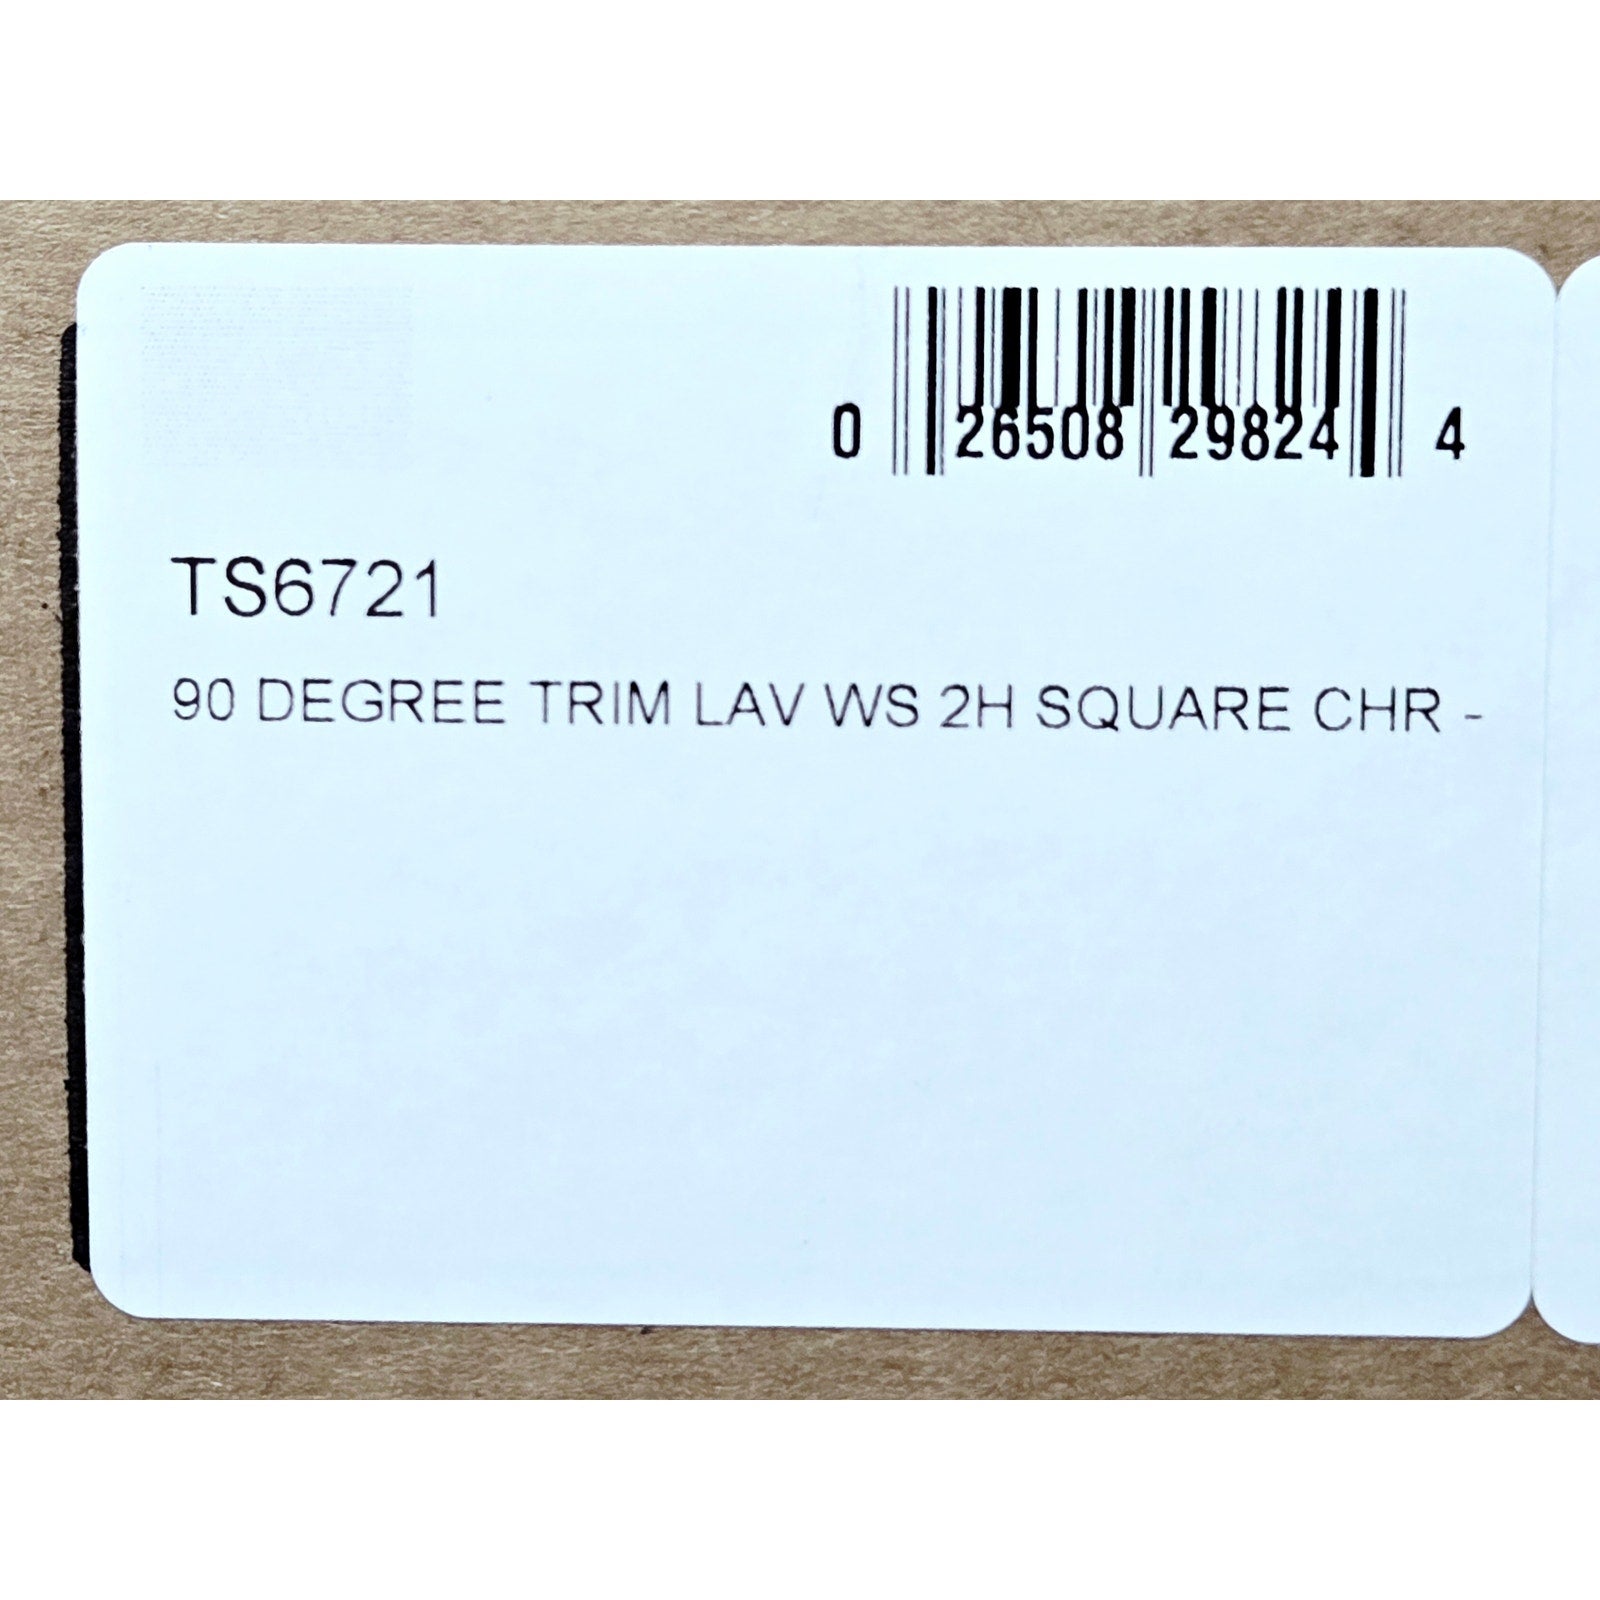 0 26508 29824 4
TS6721
90 DEGREE TRIM LAV WS 2H SQUARE CHR -